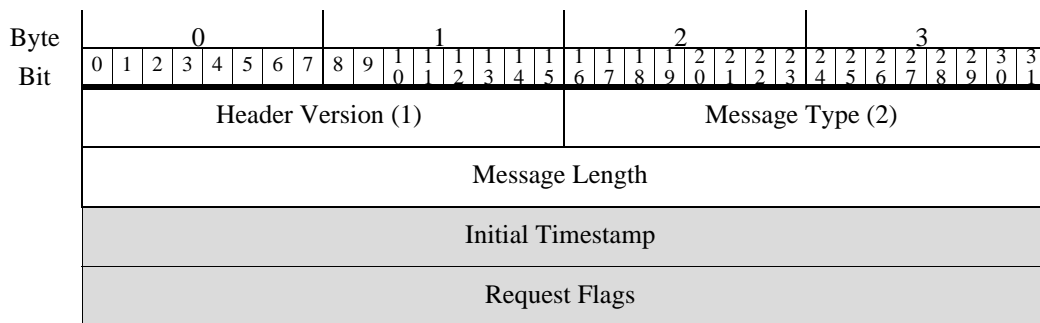 Byte 0 1 2 3
Bit 0 1 2 3 4 5 6 7 8 9 10 11 12 13 14 15 16 17 18 19 20 21 22 23 24 25 26 27 28 29 30 31
Header Version (1) Message Type (2)
Message Length
Initial Timestamp
Request Flags